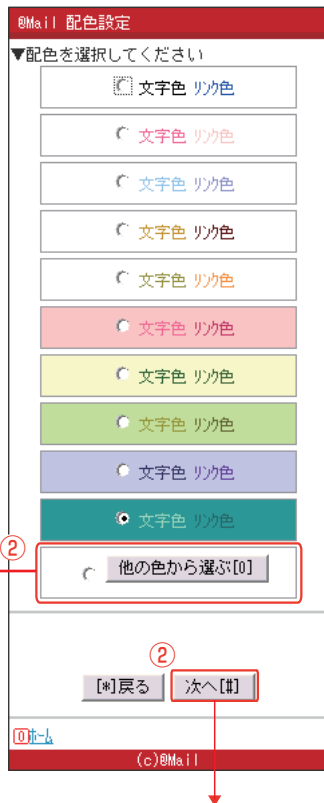 @Mail 配色設定
▼配色を選択してください
文字色 ﾘﾝｸ色
文字色 ﾘﾝｸ色
文字色 ﾘﾝｸ色
文字色 ﾘﾝｸ色
文字色 ﾘﾝｸ色
文字色 ﾘﾝｸ色
文字色 ﾘﾝｸ色
文字色 ﾘﾝｸ色
文字色 ﾘﾝｸ色
文字色 ﾘﾝｸ色
②
他の色から選ぶ[0]
②
[*]戻る 次へ[#]
0ﾎｰﾑ
(c)@Mail